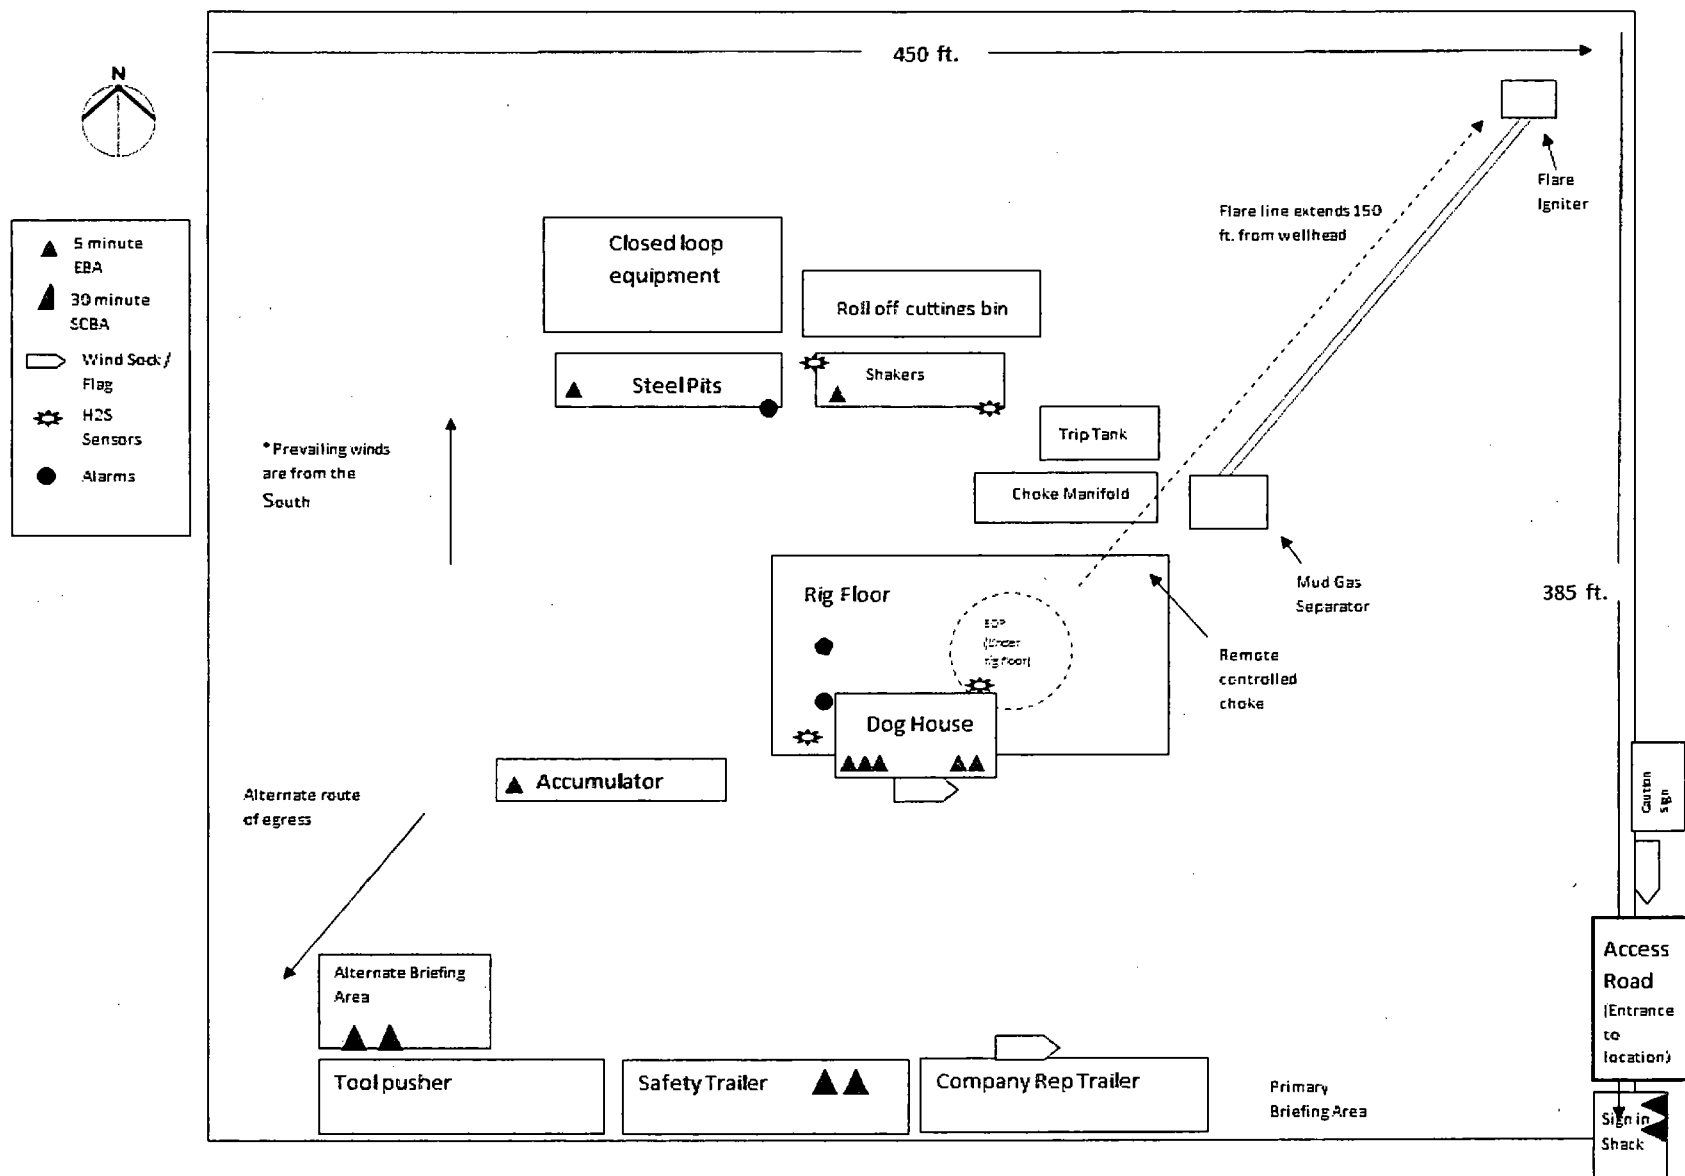 450 ft.
N
5 minute
EBA
30 minute
SCBA
Wind Sock /
Flag
H2S
Sensors
Alarms
Flare
Igniter
Flare line extends 150
ft. from wellhead
Closed loop
equipment
Roll off cuttings bin
Steel Pits
Shakers
Trip Tank
Choke Manifold
*Prevailing winds
are from the
South
Mud Gas
Separator
385 ft.
Rig Floor
BOP
(Under
rig floor)
Remote
controlled
choke
Dog House
Accumulator
Alternate route
of egress
Caution
sign
Alternate Briefing
Area
Access
Road
(Entrance
to
location)
Tool pusher
Safety Trailer
Company Rep Trailer
Primary
Briefing Area
Sign in
Shack